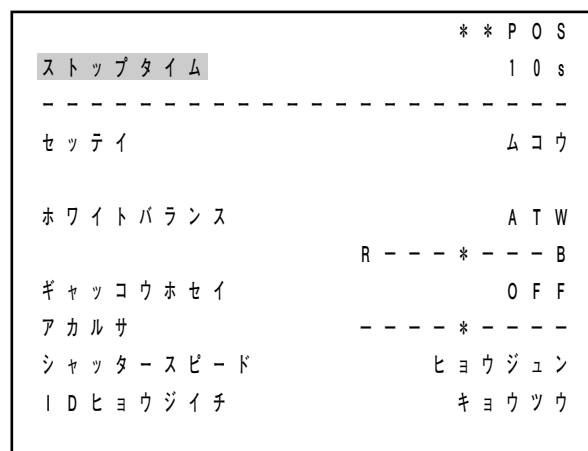 **POS
ストップタイム 10s
--------------------
セッテイ ムコウ
ホワイトバランス ATW
R---*---B
ギャッコウホセイ OFF
アカルサ ----*----
シャッタースピード ヒョウジュン
IDヒョウジイチ キョウツウ